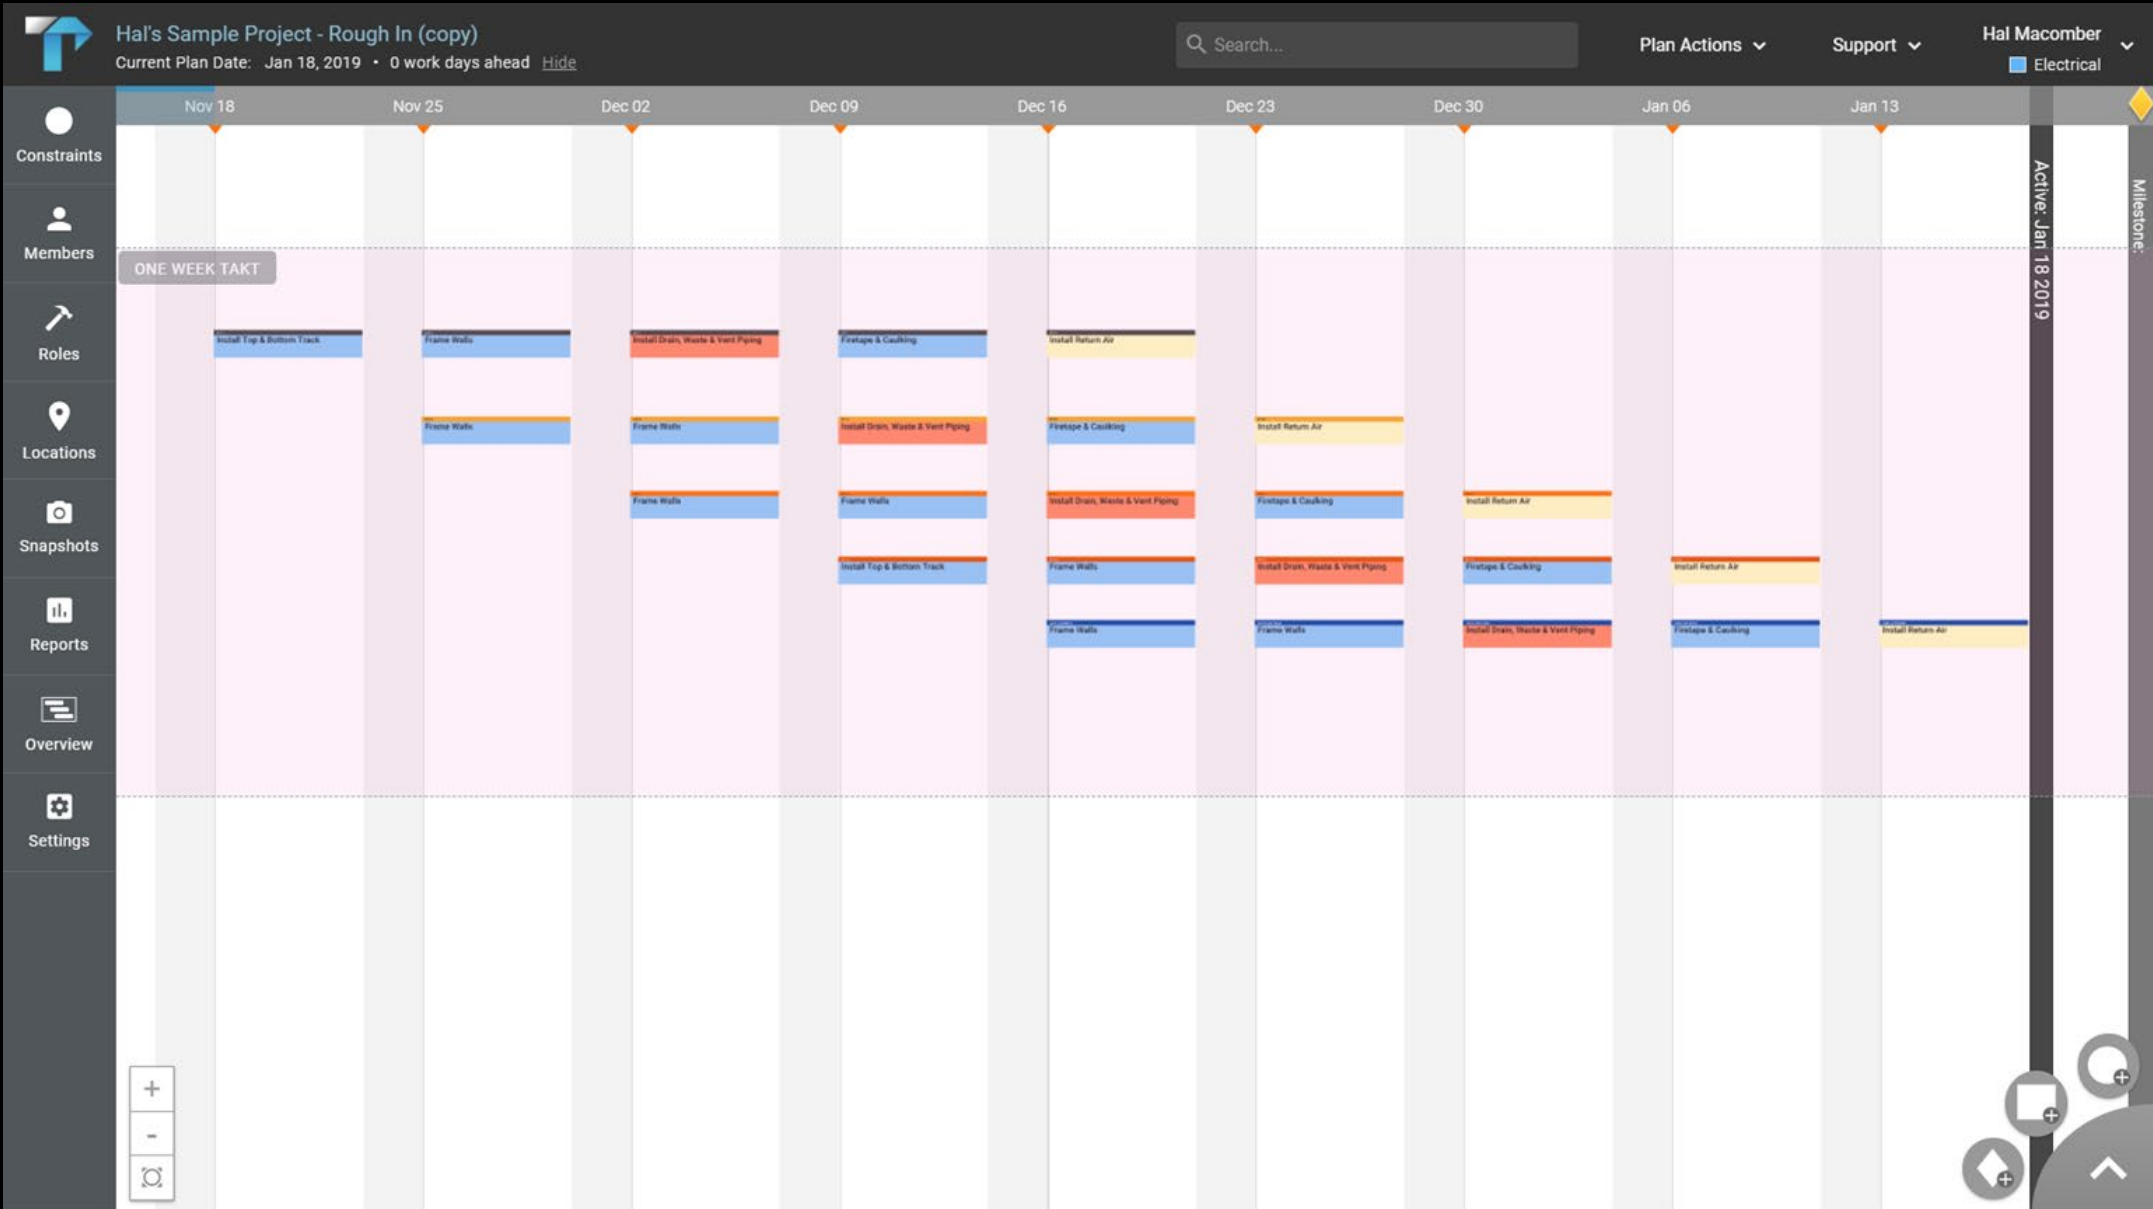 Hal's Sample Project - Rough In (copy)
Current Plan Date: Jan 18, 2019 • 0 work days ahead Hide
Search...
Plan Actions
Support
Hal Macomber
Electrical
Nov 18 Nov 25 Dec 02 Dec 09 Dec 16 Dec 23 Dec 30 Jan 06 Jan 13
Constraints
Members
Roles
Locations
Snapshots
Reports
Overview
Settings
Active: Jan 18 2019
Milestone:
ONE WEEK TAKT
Install Top & Bottom Track Frame Walls Install Drain, Waste & Vent Piping Firetape & Caulking Install Return Air
Frame Walls Frame Walls Install Drain, Waste & Vent Piping Firetape & Caulking Install Return Air
Frame Walls Frame Walls Install Drain, Waste & Vent Piping Firetape & Caulking Install Return Air
Install Top & Bottom Track Frame Walls Install Drain, Waste & Vent Piping Firetape & Caulking Install Return Air
Frame Walls Frame Walls Install Drain, Waste & Vent Piping Firetape & Caulking Install Return Air
+
-